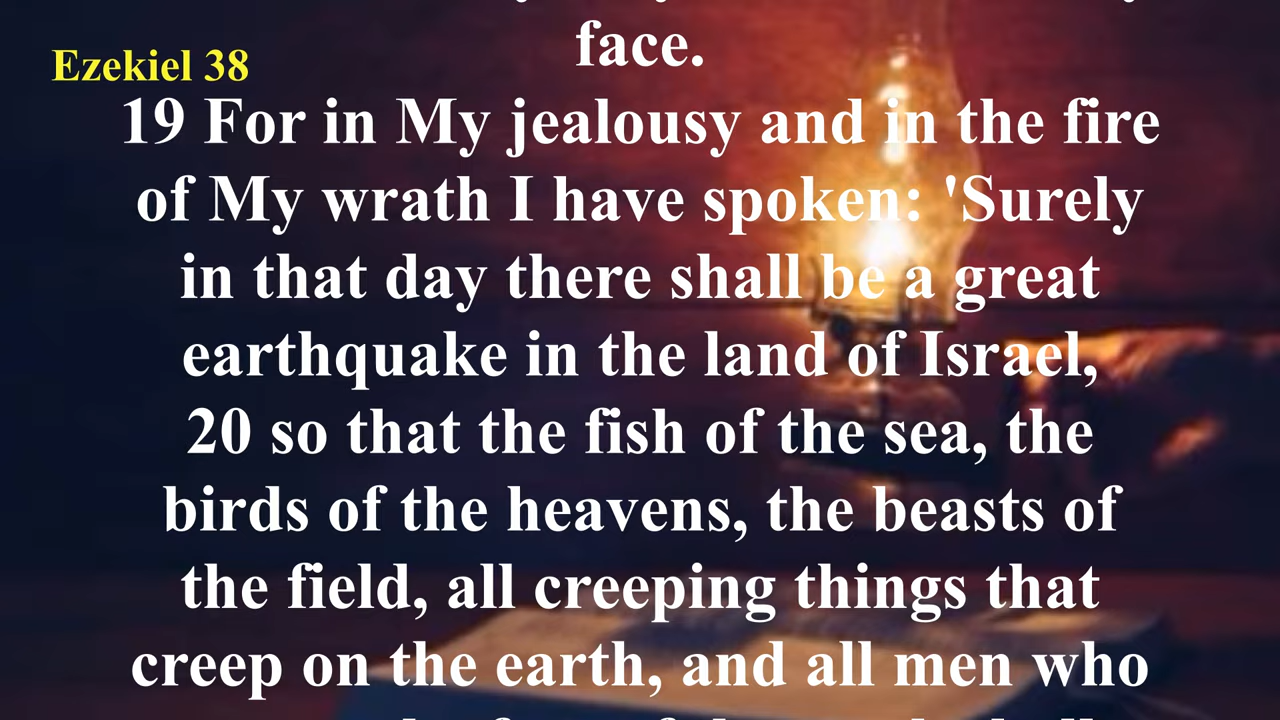 face.
Ezekiel 38
19 For in My jealousy and in the fire
of My wrath I have spoken: 'Surely
in that day there shall be a great
earthquake in the land of Israel,
20 so that the fish of the sea, the
birds of the heavens, the beasts of
the field, all creeping things that
creep on the earth, and all men who